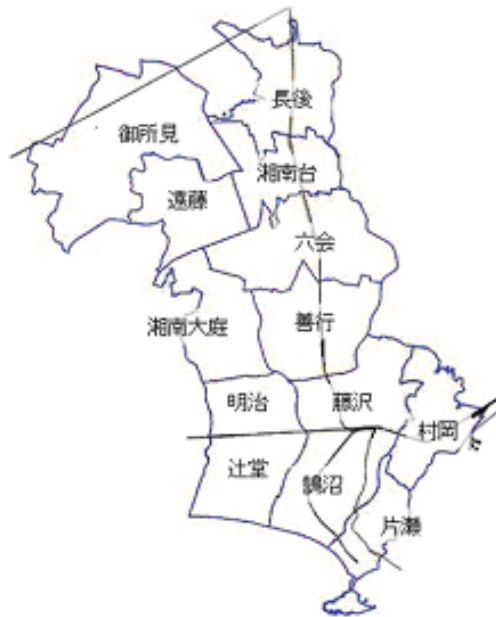 長後
御所見
湘南台
遠藤
六会
湘南大庭
善行
明治
藤沢
村岡
辻堂
鵠沼
片瀬